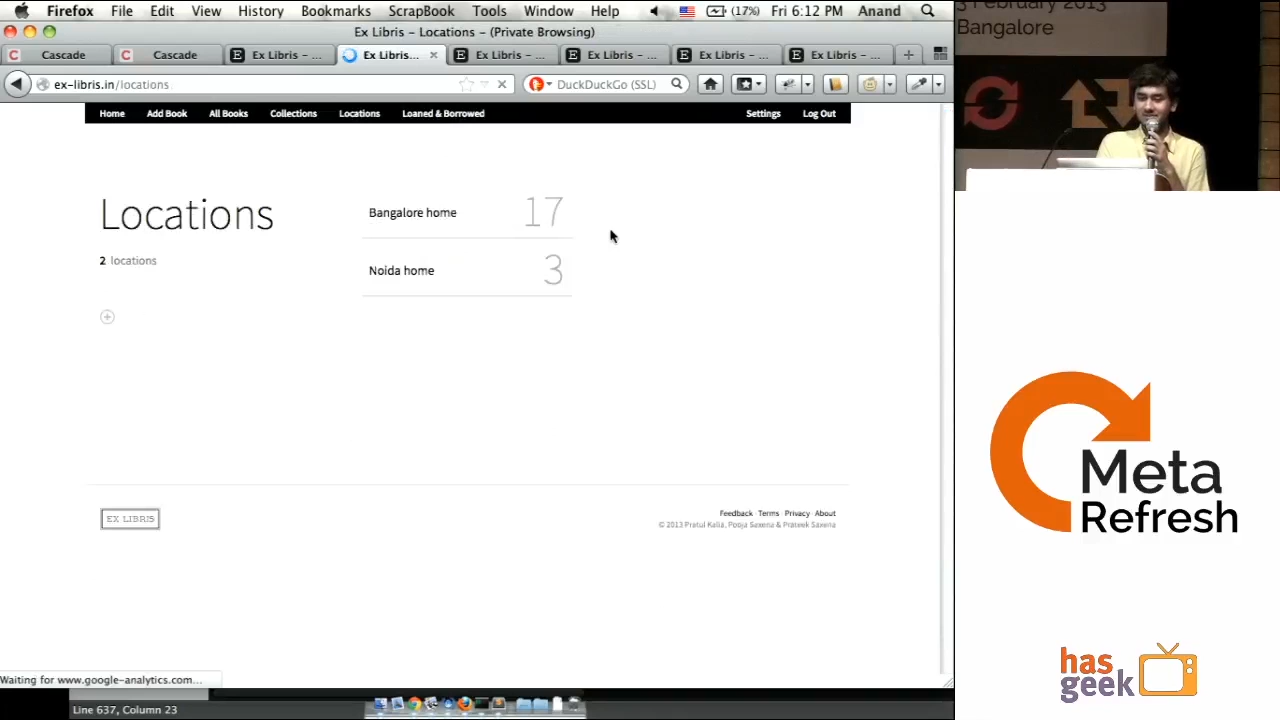 Firefox File Edit View History Bookmarks ScrapBook Tools Window Help (17%) Fri 6:12 PM Anand
Ex Libris – Locations – (Private Browsing)
Cascade Cascade Ex Libris – ... Ex Libris... Ex Libris – ... Ex Libris – ... Ex Libris – ... Ex Libris – ...
ex-libris.in/locations DuckDuckGo (SSL)
Home Add Book All Books Collections Locations Loaned & Borrowed Settings Log Out
Locations
2 locations
Bangalore home 17
Noida home 3
EX LIBRIS
Feedback Terms Privacy About
© 2013 Pratul Kalia, Pooja Saxena & Prateek Saxena
Waiting for www.google-analytics.com...
Line 637, Column 23
3 February 2013
Bangalore
Meta
Refresh
has
geek